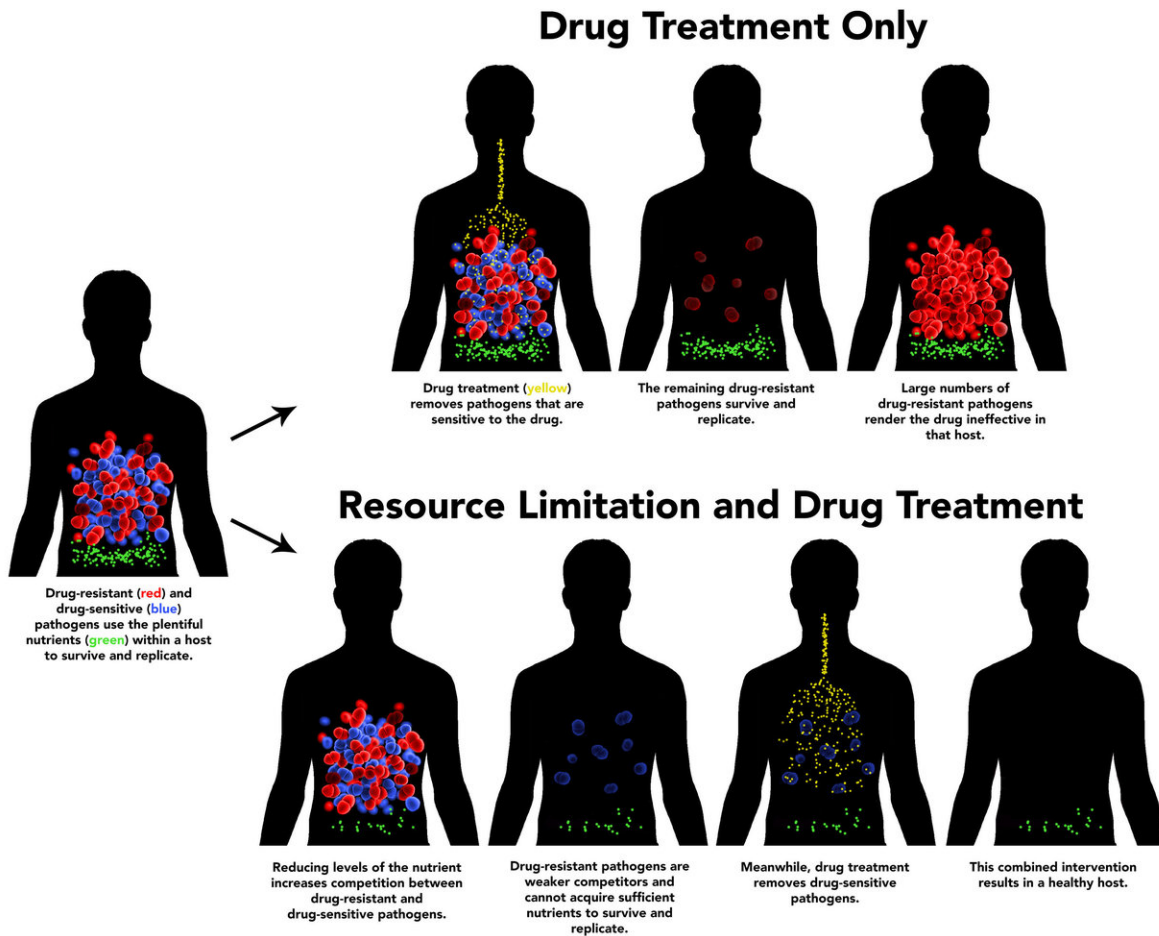 Drug Treatment Only
Drug treatment (yellow)
removes pathogens that are
sensitive to the drug.
The remaining drug-resistant
pathogens survive and
replicate.
Large numbers of
drug-resistant pathogens
render the drug ineffective in
that host.
Drug-resistant (red) and
drug-sensitive (blue)
pathogens use the plentiful
nutrients (green) within a host
to survive and replicate.
Resource Limitation and Drug Treatment
Reducing levels of the nutrient
increases competition between
drug-resistant and
drug-sensitive pathogens.
Drug-resistant pathogens are
weaker competitors and
cannot acquire sufficient
nutrients to survive and
replicate.
Meanwhile, drug treatment
removes drug-sensitive
pathogens.
This combined intervention
results in a healthy host.